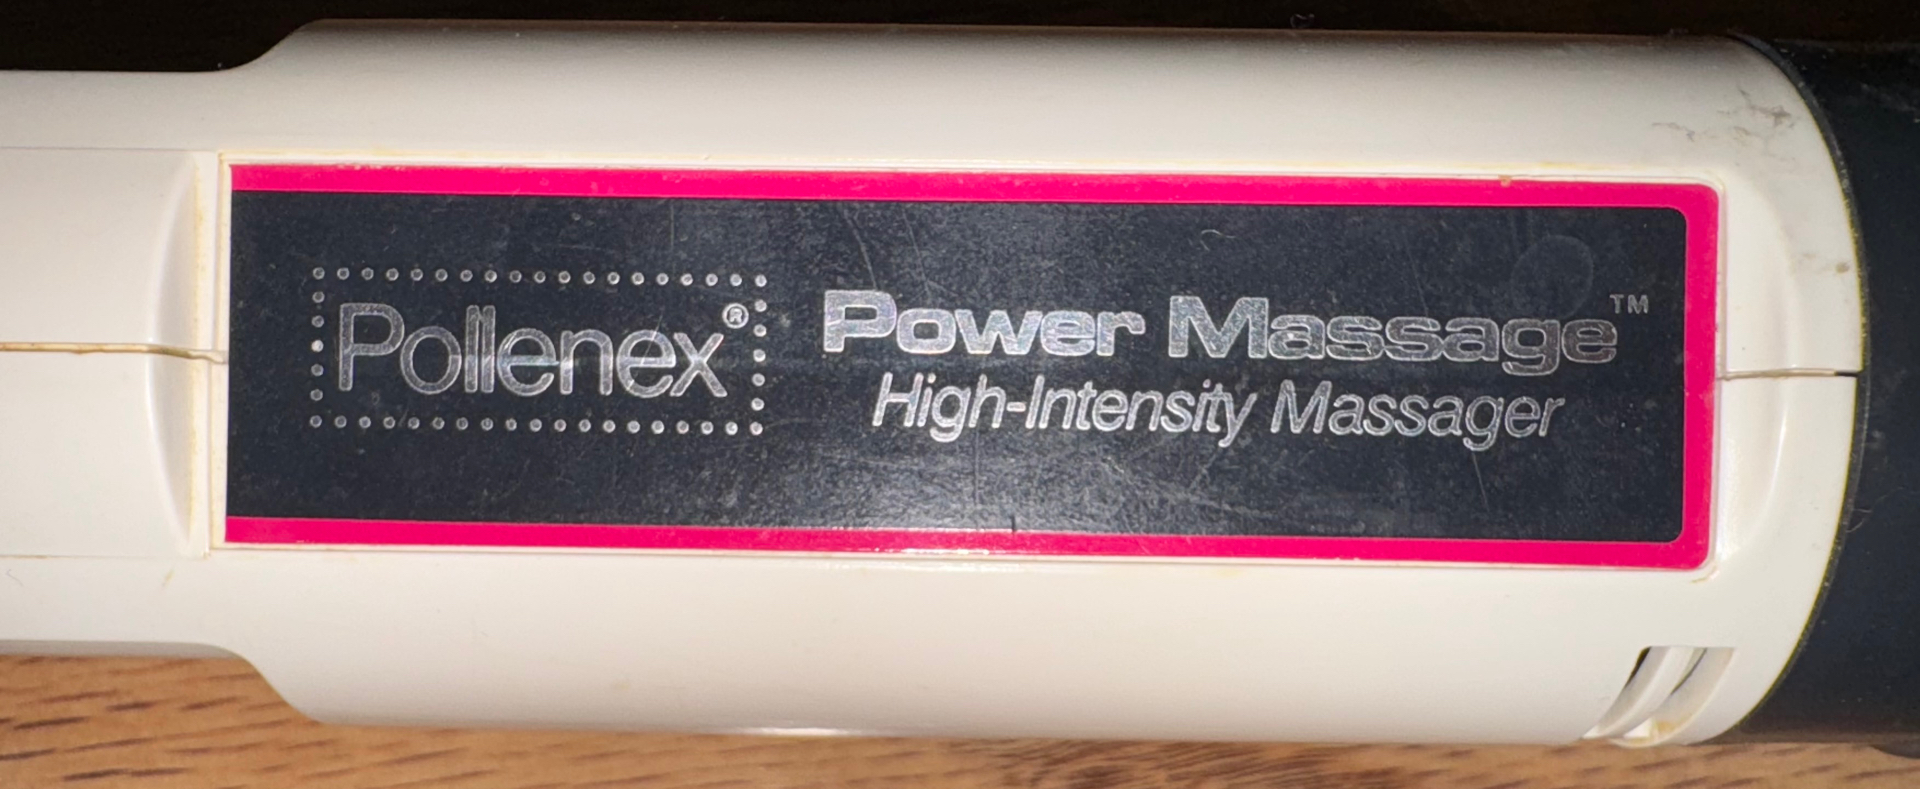 Pollenex®
Power Massage™
High-Intensity Massager